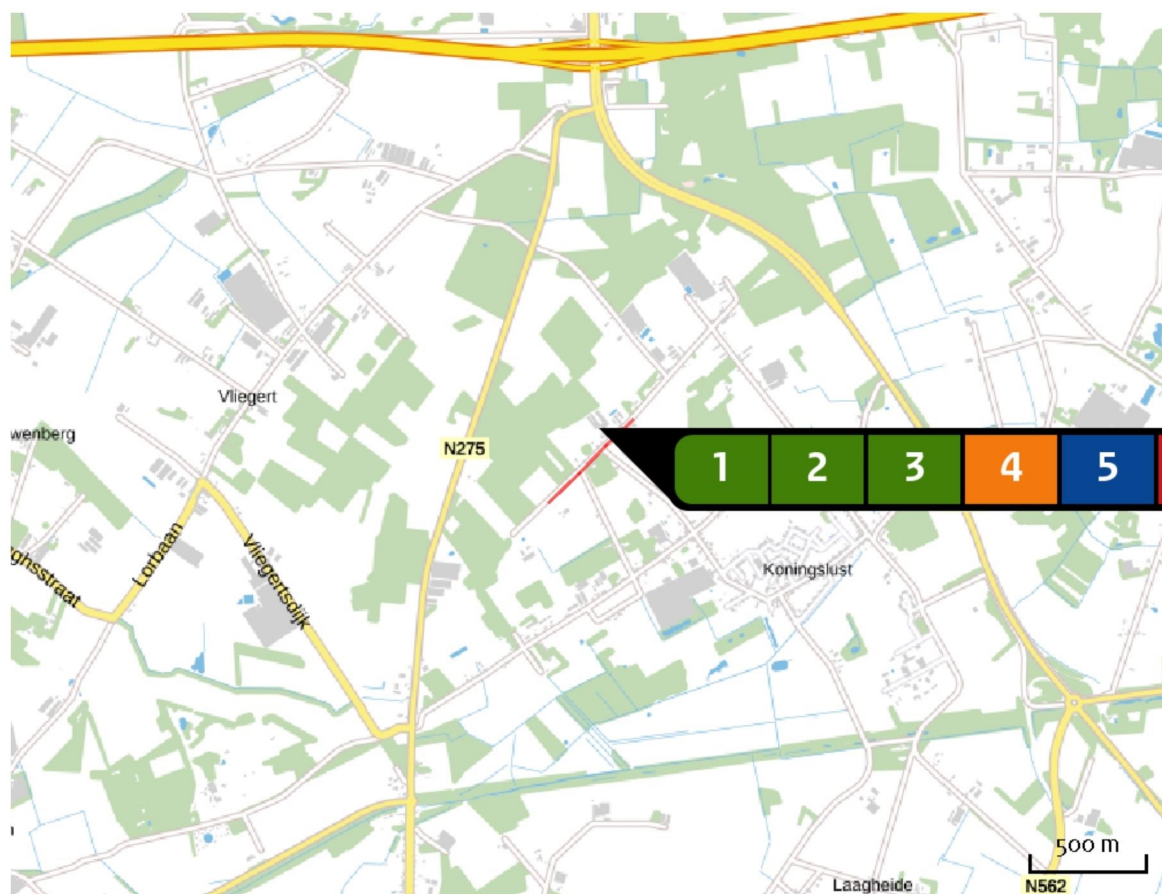 Vliegert
wenberg
N275
1 2 3 4 5
Lorbaan
ghsstraat
Vliegertsdijk
Koningslust
500 m
Laagheide
N562